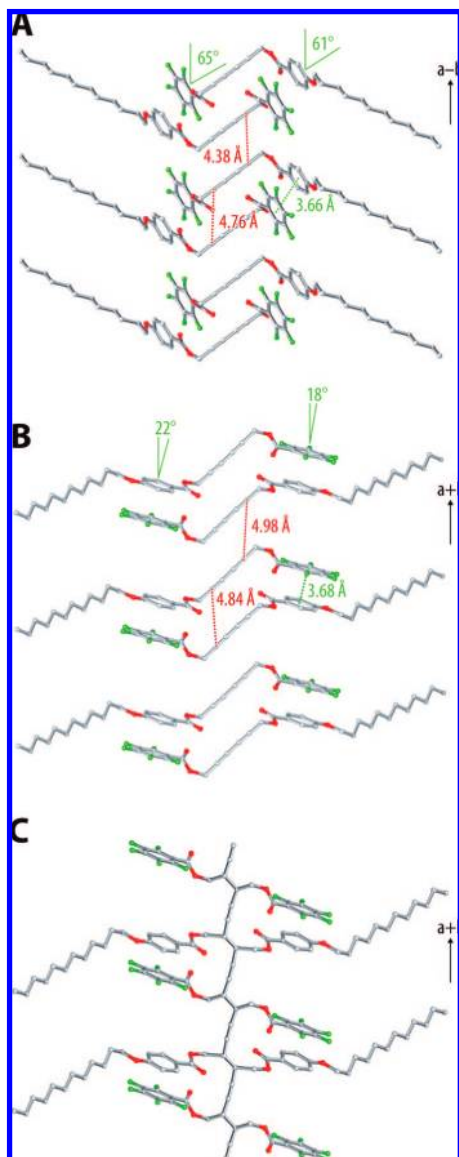 A
65°
61°
a–
4.38 Å
4.76 Å
3.66 Å
B
22°
18°
a+
4.98 Å
4.84 Å
3.68 Å
C
a+